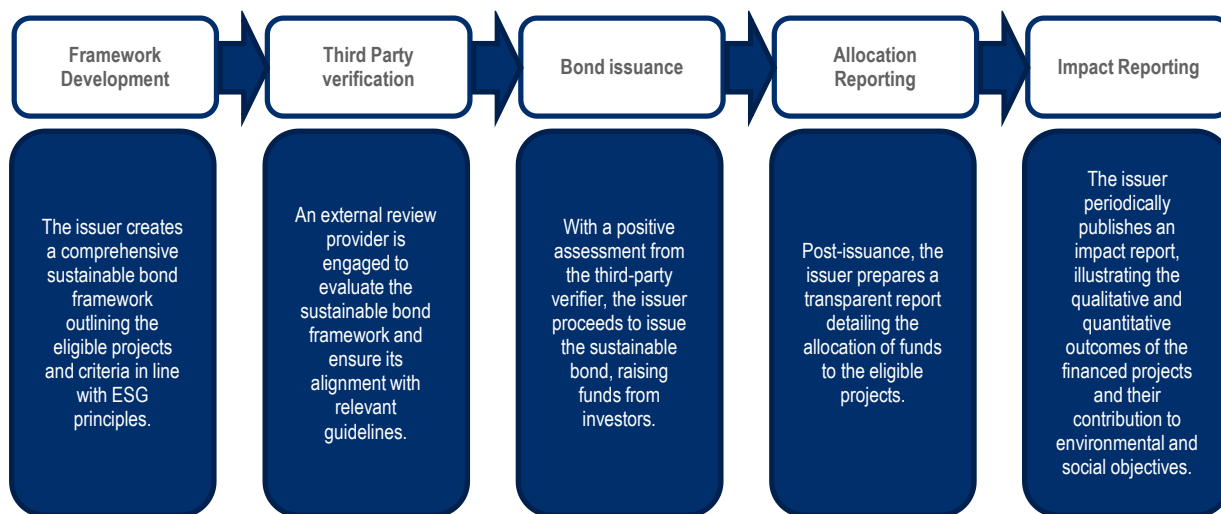 Framework
Development
Third Party
verification
Bond issuance
Allocation
Reporting
Impact Reporting
The issuer creates
a comprehensive
sustainable bond
framework
outlining the
eligible projects
and criteria in line
with ESG
principles.
An external review
provider is
engaged to
evaluate the
sustainable bond
framework and
ensure its
alignment with
relevant
guidelines.
With a positive
assessment from
the third-party
verifier, the issuer
proceeds to issue
the sustainable
bond, raising
funds from
investors.
Post-issuance, the
issuer prepares a
transparent report
detailing the
allocation of funds
to the eligible
projects.
The issuer
periodically
publishes an
impact report,
illustrating the
qualitative and
quantitative
outcomes of the
financed projects
and their
contribution to
environmental and
social objectives.